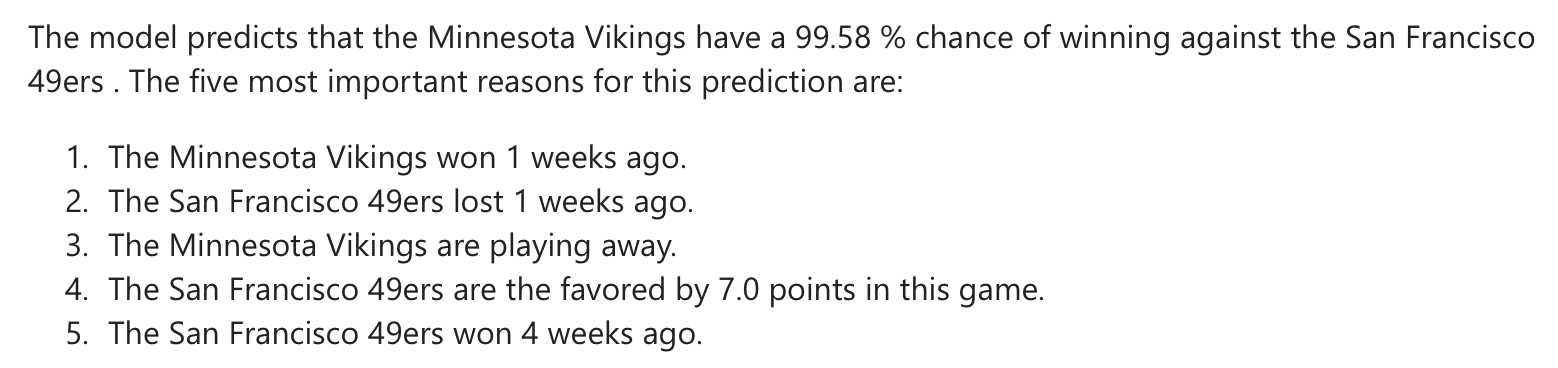 The model predicts that the Minnesota Vikings have a 99.58 % chance of winning against the San Francisco
49ers . The five most important reasons for this prediction are:
1. The Minnesota Vikings won 1 weeks ago.
2. The San Francisco 49ers lost 1 weeks ago.
3. The Minnesota Vikings are playing away.
4. The San Francisco 49ers are the favored by 7.0 points in this game.
5. The San Francisco 49ers won 4 weeks ago.